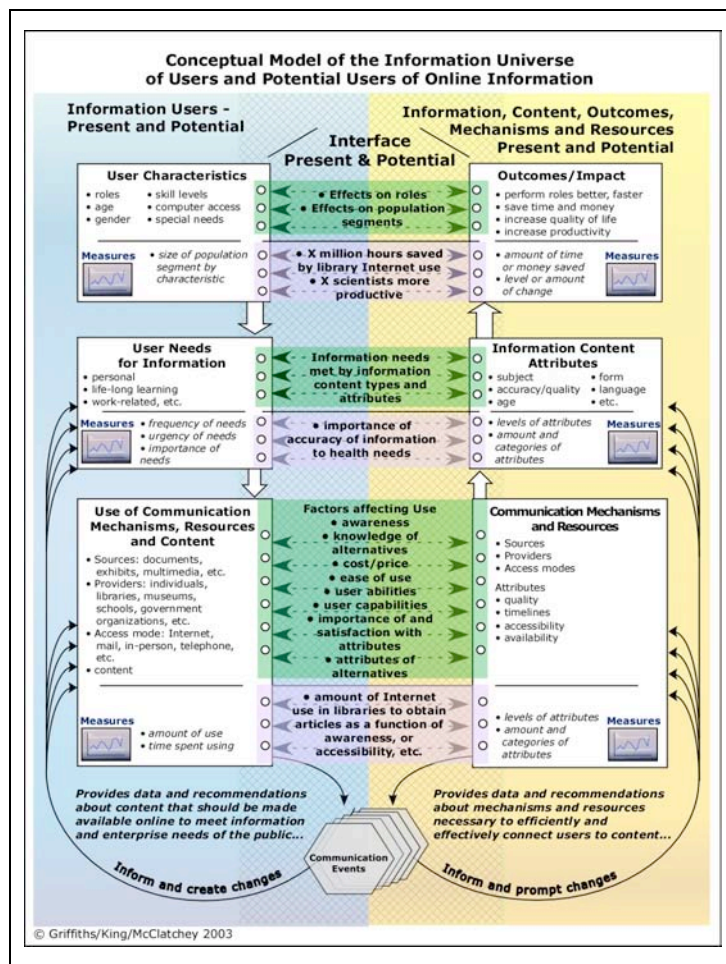 Conceptual Model of the Information Universe
of Users and Potential Users of Online Information
Information Users -
Present and Potential
Information, Content, Outcomes,
Mechanisms and Resources
Present and Potential
Interface
Present & Potential
User Characteristics
• roles
• age
• gender
• skill levels
• computer access
• special needs
Measures
• size of population
segment by
characteristic
• Effects on roles
• Effects on population
segments
• X million hours saved
by library Internet use
• X scientists more
productive
Outcomes/Impact
• perform roles better, faster
• save time and money
• increase quality of life
• increase productivity
• amount of time
or money saved
• level or amount
of change
Measures
User Needs
for Information
• personal
• life-long learning
• work-related, etc.
Measures
• frequency of needs
• urgency of needs
• importance of
needs
Information needs
met by information
content types and
attributes
• importance of
accuracy of information
to health needs
Information Content
Attributes
• subject
• accuracy/quality
• age
• form
• language
• etc.
• levels of attributes
• amount and
categories of
attributes
Measures
Use of Communication
Mechanisms, Resources
and Content
• Sources: documents,
exhibits, multimedia, etc.
• Providers: individuals,
libraries, museums,
schools, government
organizations, etc.
• Access mode: Internet,
mail, in-person, telephone,
etc.
• content
Measures
• amount of use
• time spent using
Factors affecting Use
• awareness
• knowledge of
alternatives
• cost/price
• ease of use
• user abilities
• user capabilities
• importance of and
satisfaction with
attributes
• attributes of
alternatives
• amount of Internet
use in libraries to obtain
articles as a function of
awareness, or
accessibility, etc.
Communication Mechanisms
and Resources
• Sources
• Providers
• Access modes
Attributes
• quality
• timelines
• accessibility
• availability
• levels of attributes
• amount and
categories of
attributes
Measures
Provides data and recommendations
about content that should be made
available online to meet information
and enterprise needs of the public...
Provides data and recommendations
about mechanisms and resources
necessary to efficiently and
effectively connect users to content...
Communication
Events
Inform and create changes
Inform and prompt changes
© Griffiths/King/McClatchey 2003